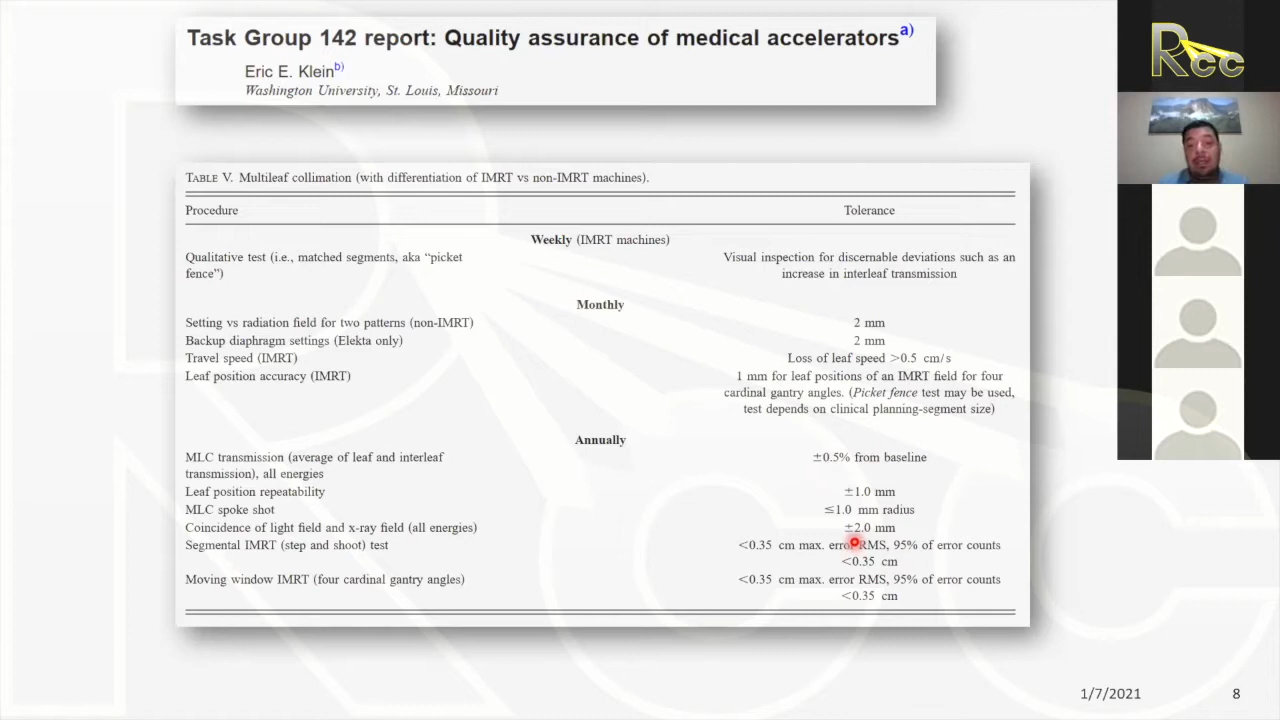 Task Group 142 report: Quality assurance of medical accelerators a)
Eric E. Klein b)
Washington University, St. Louis, Missouri
Rcc
TABLE V. Multileaf collimation (with differentiation of IMRT vs non-IMRT machines).
Procedure Tolerance
Weekly (IMRT machines)
Qualitative test (i.e., matched segments, aka “picket Visual inspection for discernable deviations such as an
fence”) increase in interleaf transmission
Monthly
Setting vs radiation field for two patterns (non-IMRT) 2 mm
Backup diaphragm settings (Elekta only) 2 mm
Travel speed (IMRT) Loss of leaf speed >0.5 cm/s
Leaf position accuracy (IMRT) 1 mm for leaf positions of an IMRT field for four
cardinal gantry angles. (Picket fence test may be used,
test depends on clinical planning-segment size)
Annually
MLC transmission (average of leaf and interleaf ±0.5% from baseline
transmission), all energies
Leaf position repeatability ±1.0 mm
MLC spoke shot ≤1.0 mm radius
Coincidence of light field and x-ray field (all energies) ±2.0 mm
Segmental IMRT (step and shoot) test <0.35 cm max. error RMS, 95% of error counts
<0.35 cm
Moving window IMRT (four cardinal gantry angles) <0.35 cm max. error RMS, 95% of error counts
<0.35 cm
1/7/2021 8